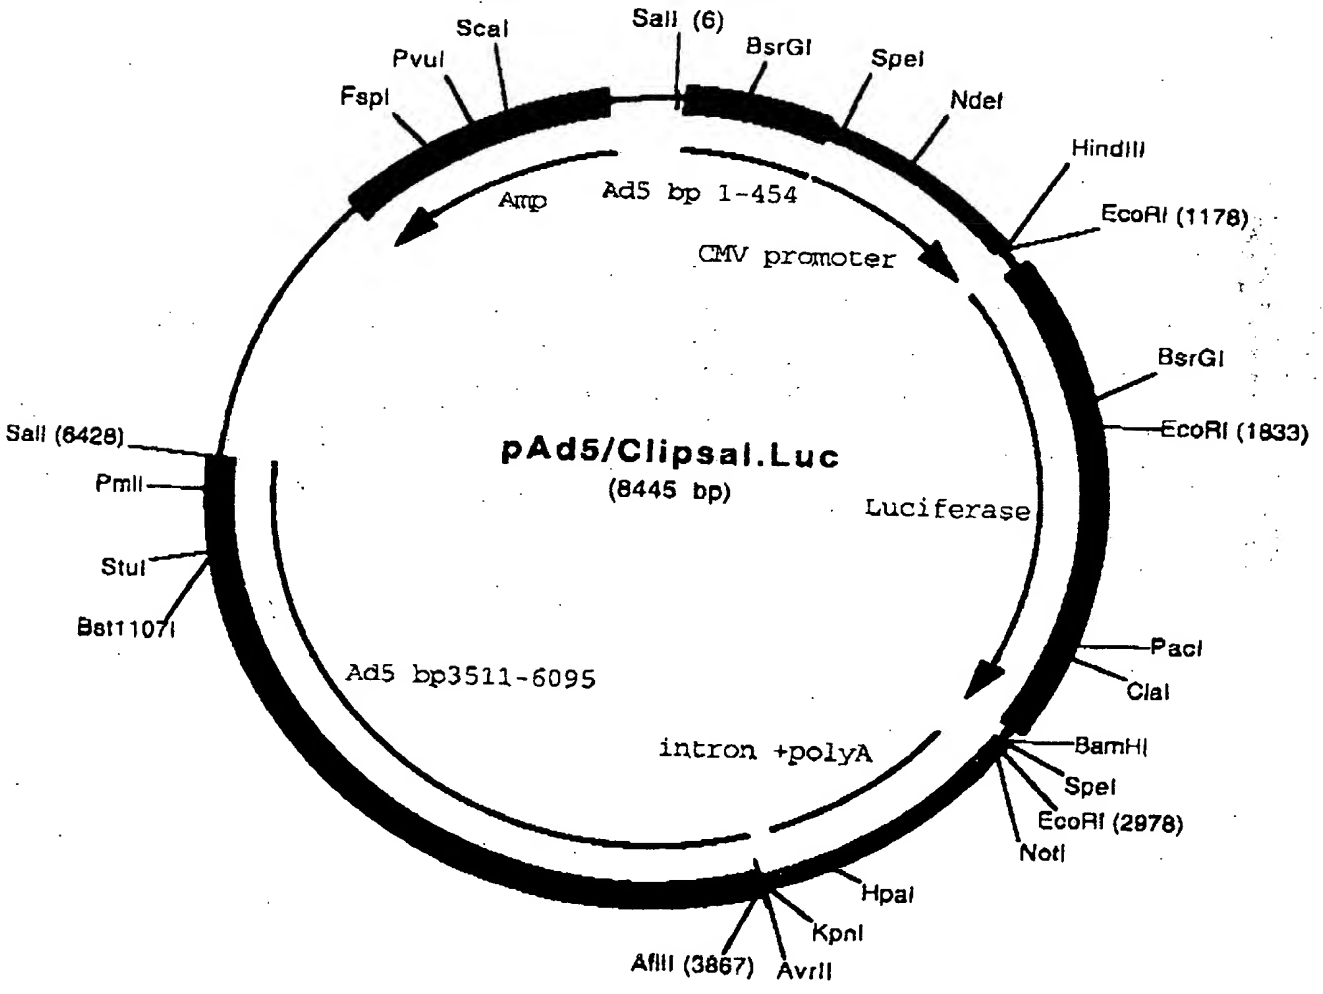 SalI (6)
BsrGI
SpeI
NdeI
HindIII
EcoRI (1178)
BsrGI
EcoRI (1833)
PacI
ClaI
BamHI
SpeI
EcoRI (2978)
NotI
HpaI
KpnI
AvrII
AflII (3867)
Bst1107I
StuI
PmlI
SalI (6428)
FspI
PvuI
ScaI
Amp
Ad5 bp 1-454
CMV promoter
pAd5/Clipsal.Luc
(8445 bp)
Luciferase
Ad5 bp3511-6095
intron +polyA